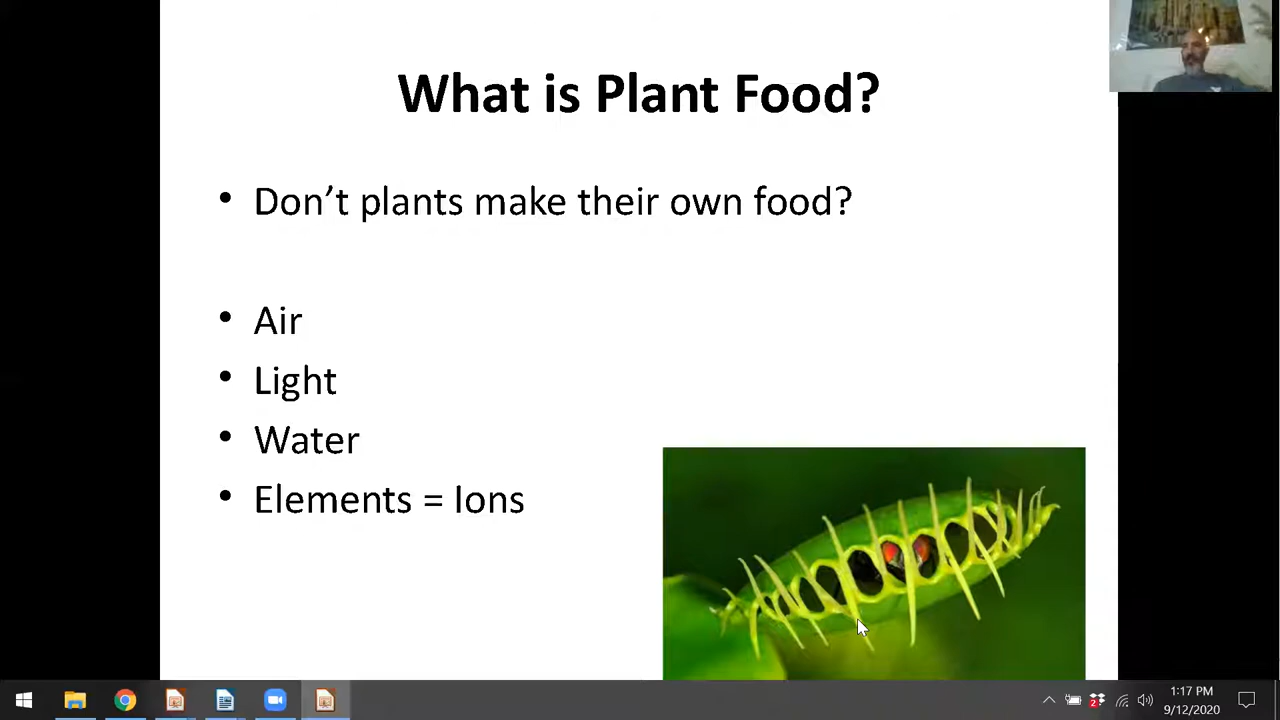 What is Plant Food?
• Don’t plants make their own food?
• Air
• Light
• Water
• Elements = Ions
2
1:17 PM
9/12/2020